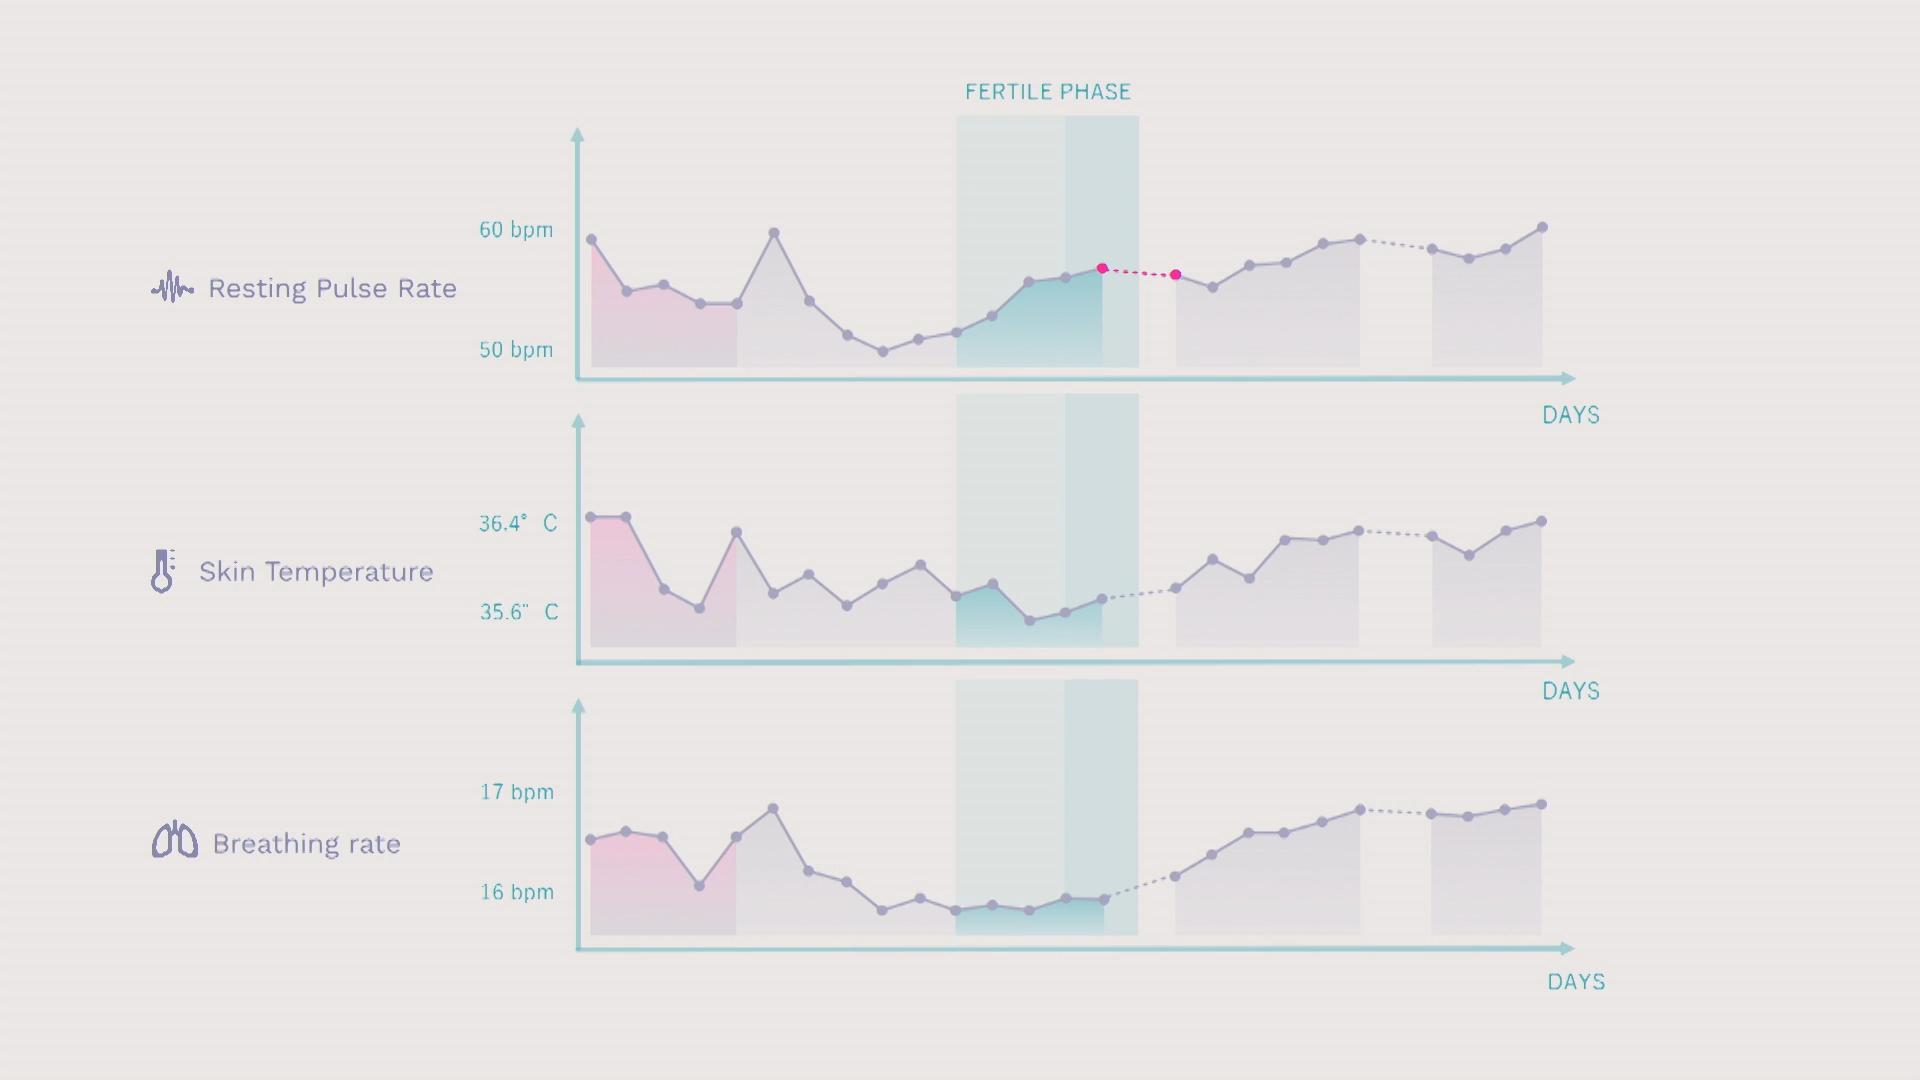 FERTILE PHASE
60 bpm
Resting Pulse Rate
50 bpm
DAYS
36.4° C
Skin Temperature
35.6" C
DAYS
17 bpm
Breathing rate
16 bpm
DAYS